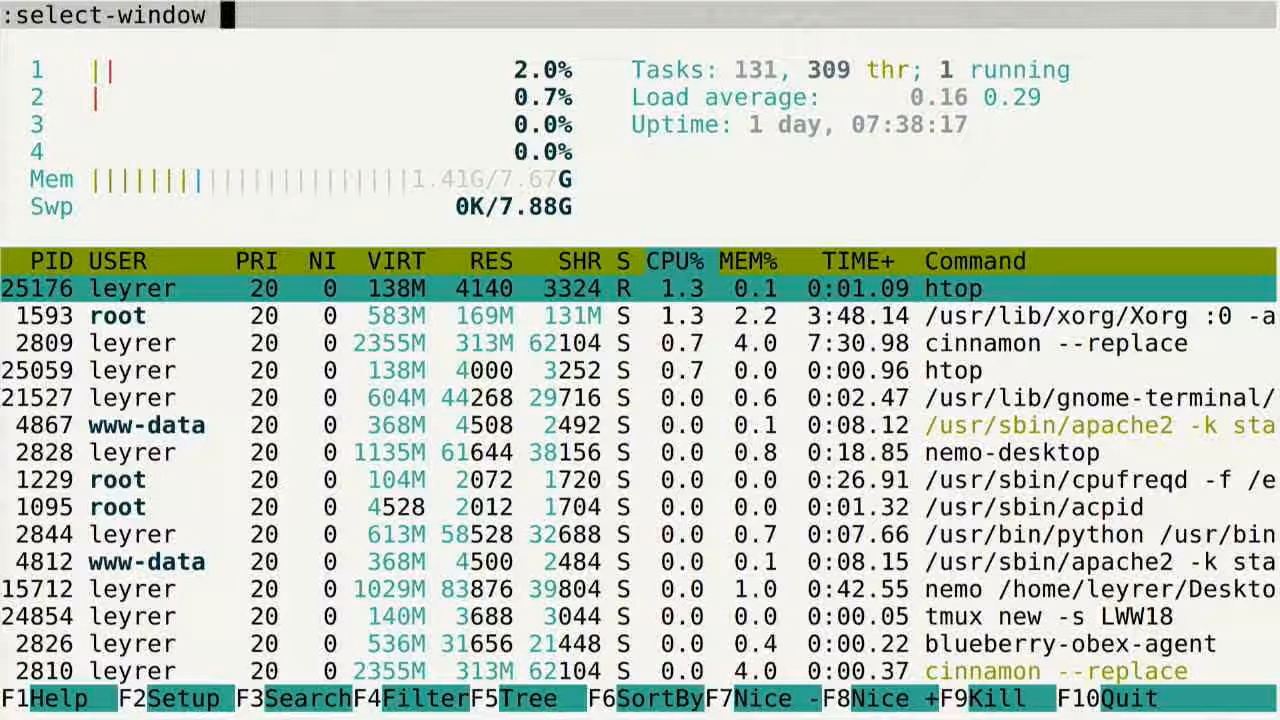 :select-window
1 || 2.0% Tasks: 131, 309 thr; 1 running
2 | 0.7% Load average: 0.16 0.29
3 0.0% Uptime: 1 day, 07:38:17
4 0.0%
Mem ||||||||||||||||||||||1.41G/7.67G
Swp 0K/7.88G
PID USER PRI NI VIRT RES SHR S CPU% MEM% TIME+ Command
25176 leyrer 20 0 138M 4140 3324 R 1.3 0.1 0:01.09 htop
1593 root 20 0 583M 169M 131M S 1.3 2.2 3:48.14 /usr/lib/xorg/Xorg :0 -a
2809 leyrer 20 0 2355M 313M 62104 S 0.7 4.0 7:30.98 cinnamon --replace
25059 leyrer 20 0 138M 4000 3252 S 0.7 0.0 0:00.96 htop
21527 leyrer 20 0 604M 44268 29716 S 0.0 0.6 0:02.47 /usr/lib/gnome-terminal/
4867 www-data 20 0 368M 4508 2492 S 0.0 0.1 0:08.12 /usr/sbin/apache2 -k sta
2828 leyrer 20 0 1135M 61644 38156 S 0.0 0.8 0:18.85 nemo-desktop
1229 root 20 0 104M 2072 1720 S 0.0 0.0 0:26.91 /usr/sbin/cpufreqd -f /e
1095 root 20 0 4528 2012 1704 S 0.0 0.0 0:01.32 /usr/sbin/acpid
2844 leyrer 20 0 613M 58528 32688 S 0.0 0.7 0:07.66 /usr/bin/python /usr/bin
4812 www-data 20 0 368M 4500 2484 S 0.0 0.1 0:08.15 /usr/sbin/apache2 -k sta
15712 leyrer 20 0 1029M 83876 39804 S 0.0 1.0 0:42.55 nemo /home/leyrer/Deskto
24854 leyrer 20 0 140M 3688 3044 S 0.0 0.0 0:00.05 tmux new -s LWW18
2826 leyrer 20 0 536M 31656 21448 S 0.0 0.4 0:00.22 blueberry-obex-agent
2810 leyrer 20 0 2355M 313M 62104 S 0.0 4.0 0:00.37 cinnamon --replace
F1Help F2Setup F3SearchF4FilterF5Tree F6SortByF7Nice -F8Nice +F9Kill F10Quit